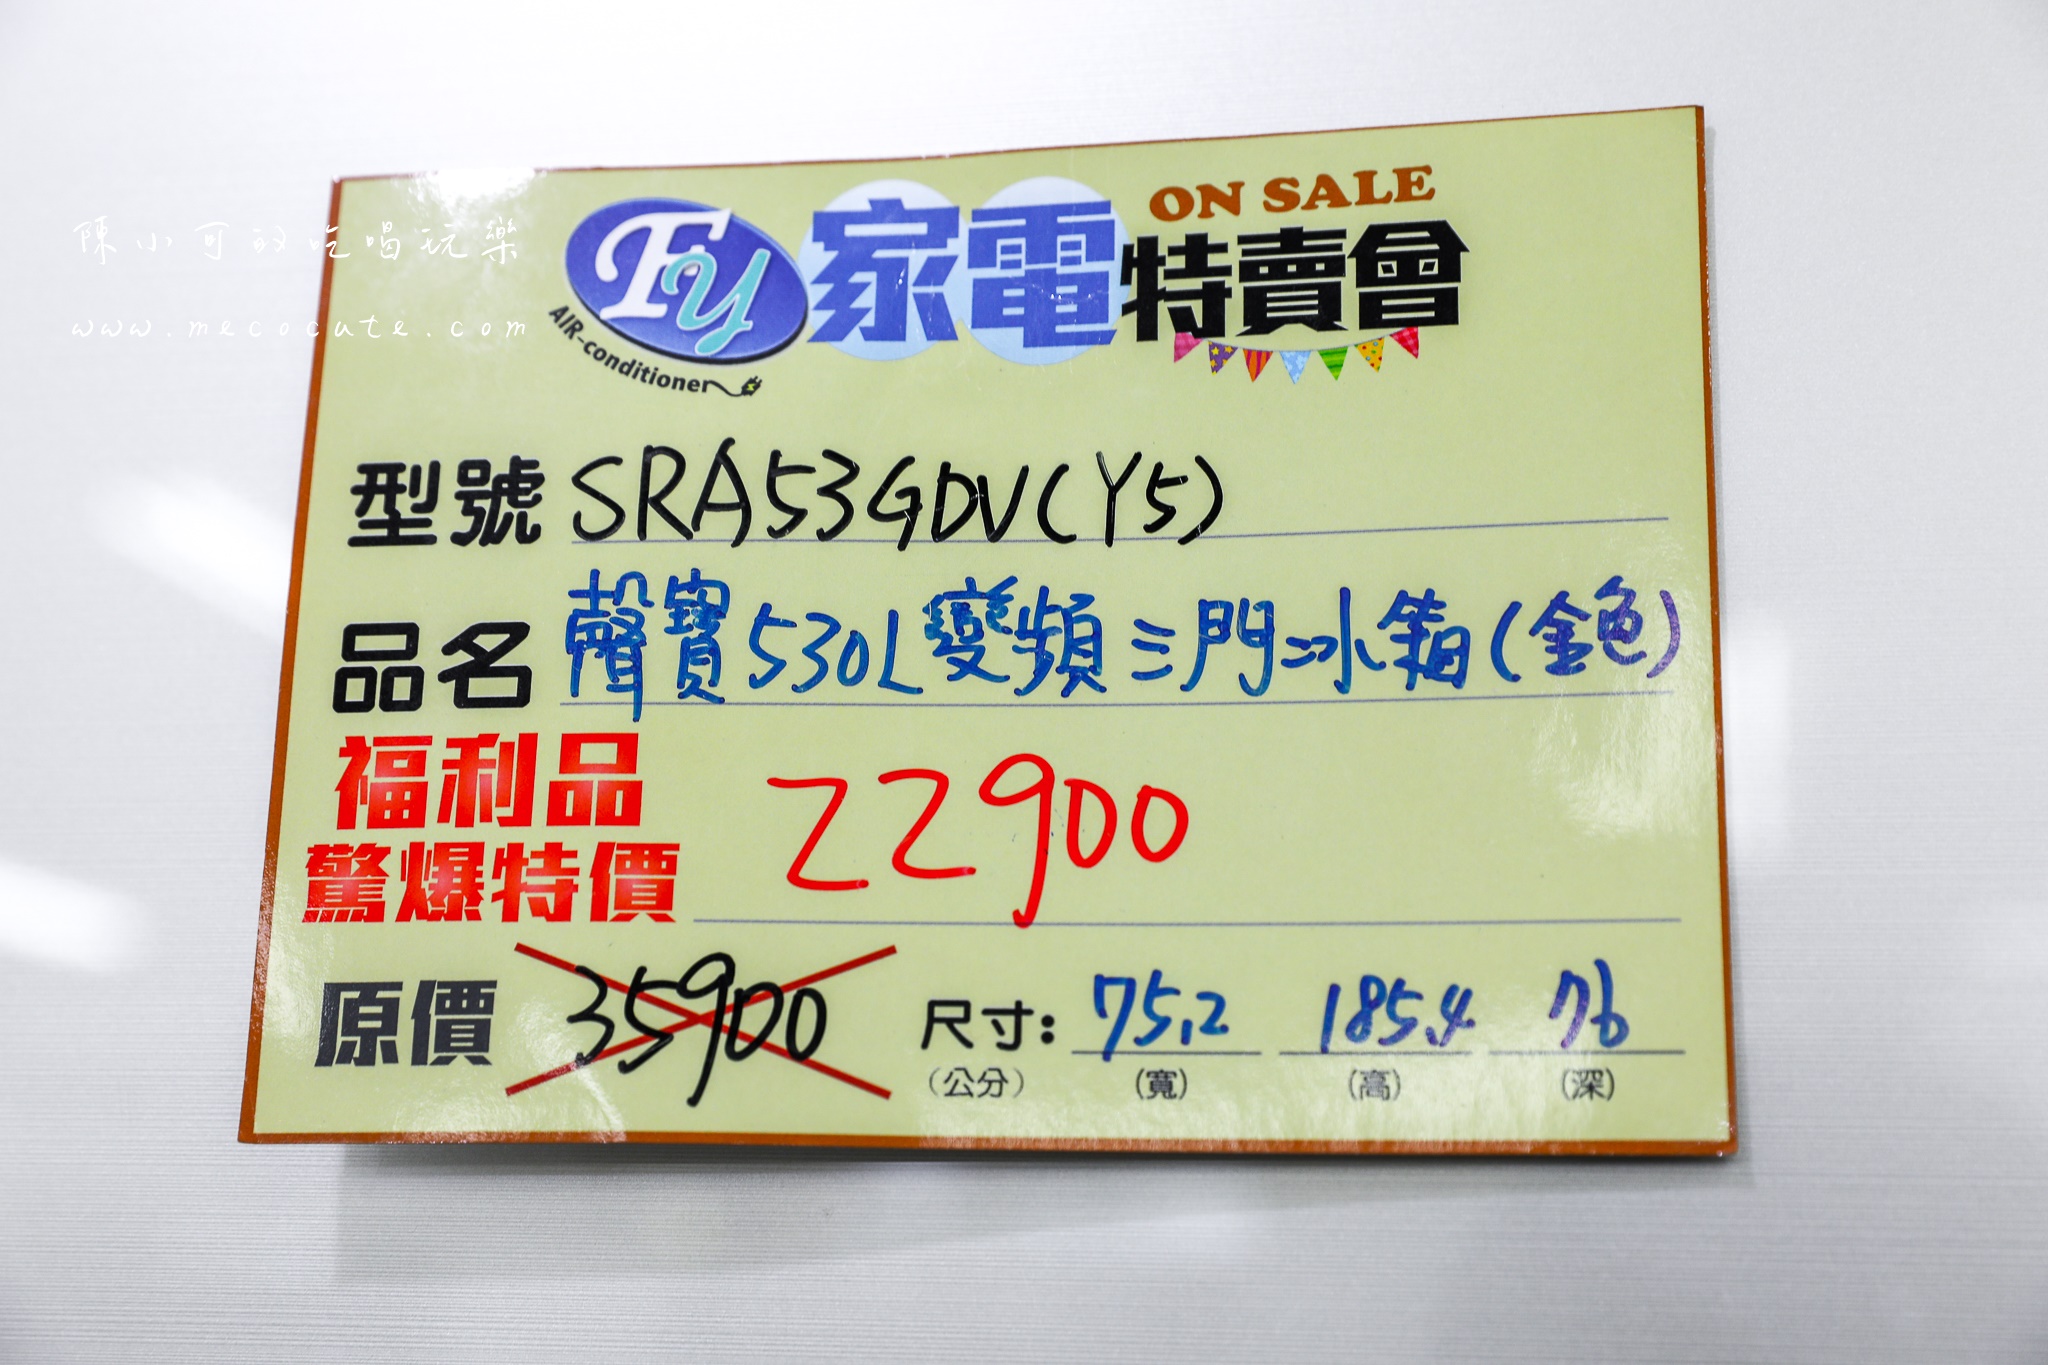 陳小可的吃喝玩樂
www.mecocute.com
Fy
AIR-conditioner
家電特賣會
ON SALE
型號 SRA53GDV(Y5)
品名 聲寶530L變頻三門冰箱(金色)
福利品
驚爆特價 22900
原價 35900
尺寸: 75.2 185.4 76
(公分) (寬) (高) (深)